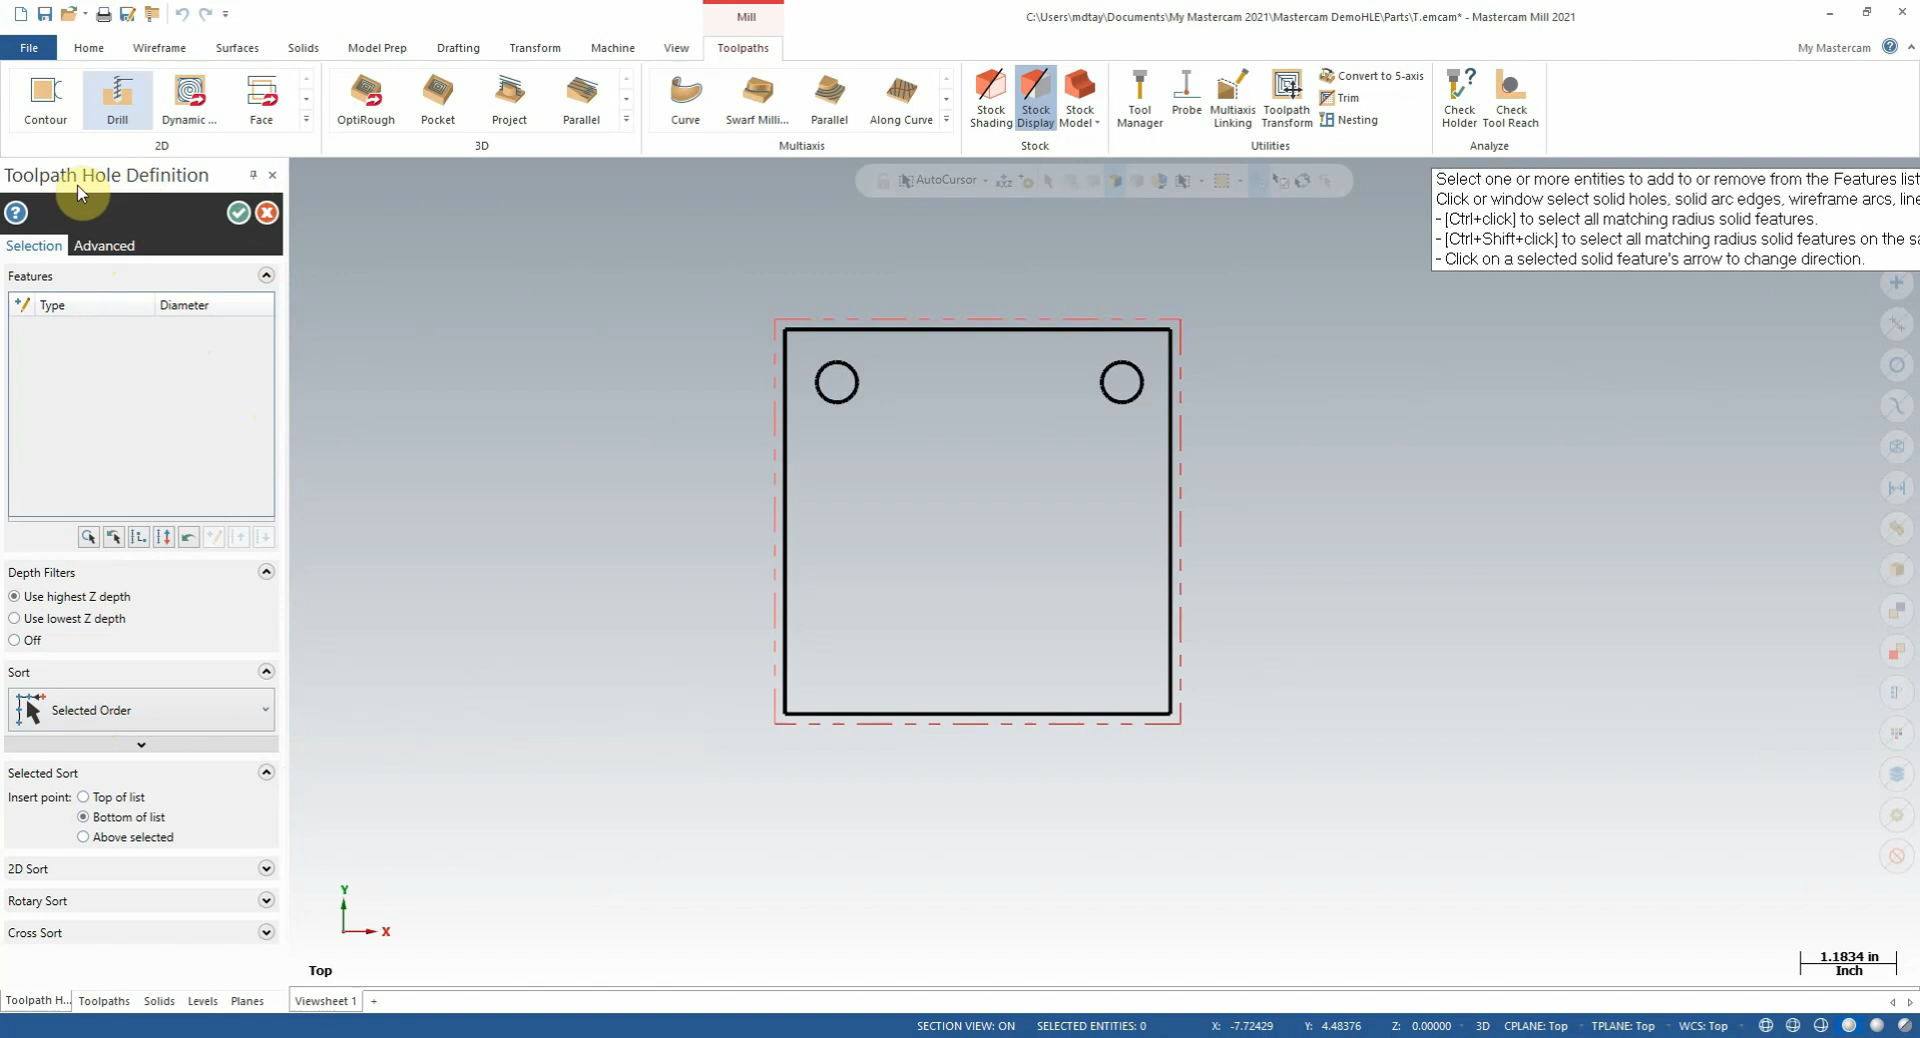 Mill
C:\Users\mdtay\Documents\My Mastercam 2021\Mastercam DemoHLE\Parts\T.emcam* - Mastercam Mill 2021
File Home Wireframe Surfaces Solids Model Prep Drafting Transform Machine View Toolpaths My Mastercam
Contour Drill Dynamic ... Face
2D
OptiRough Pocket Project Parallel
3D
Curve Swarf Milli... Parallel Along Curve
Multiaxis
Stock Shading
Stock Display
Stock Model
Stock
Tool Manager
Probe
Multiaxis Linking
Toolpath Transform
Convert to 5-axis
Trim
Nesting
Utilities
Check Holder
Check Tool Reach
Analyze
Toolpath Hole Definition
Selection Advanced
Features
Type Diameter
Depth Filters
Use highest Z depth
Use lowest Z depth
Off
Sort
Selected Order
Selected Sort
Insert point: Top of list
Bottom of list
Above selected
2D Sort
Rotary Sort
Cross Sort
Toolpath H... Toolpaths Solids Levels Planes
AutoCursor
Select one or more entities to add to or remove from the Features list
Click or window select solid holes, solid arc edges, wireframe arcs, line
- [Ctrl+click] to select all matching radius solid features.
- [Ctrl+Shift+click] to select all matching radius solid features on the sa
- Click on a selected solid feature's arrow to change direction.
Y
X
Top
1.1834 in
Inch
Viewsheet 1 +
SECTION VIEW: ON SELECTED ENTITIES: 0 X: -7.72429 Y: 4.48376 Z: 0.00000 3D CPLANE: Top TPLANE: Top WCS: Top